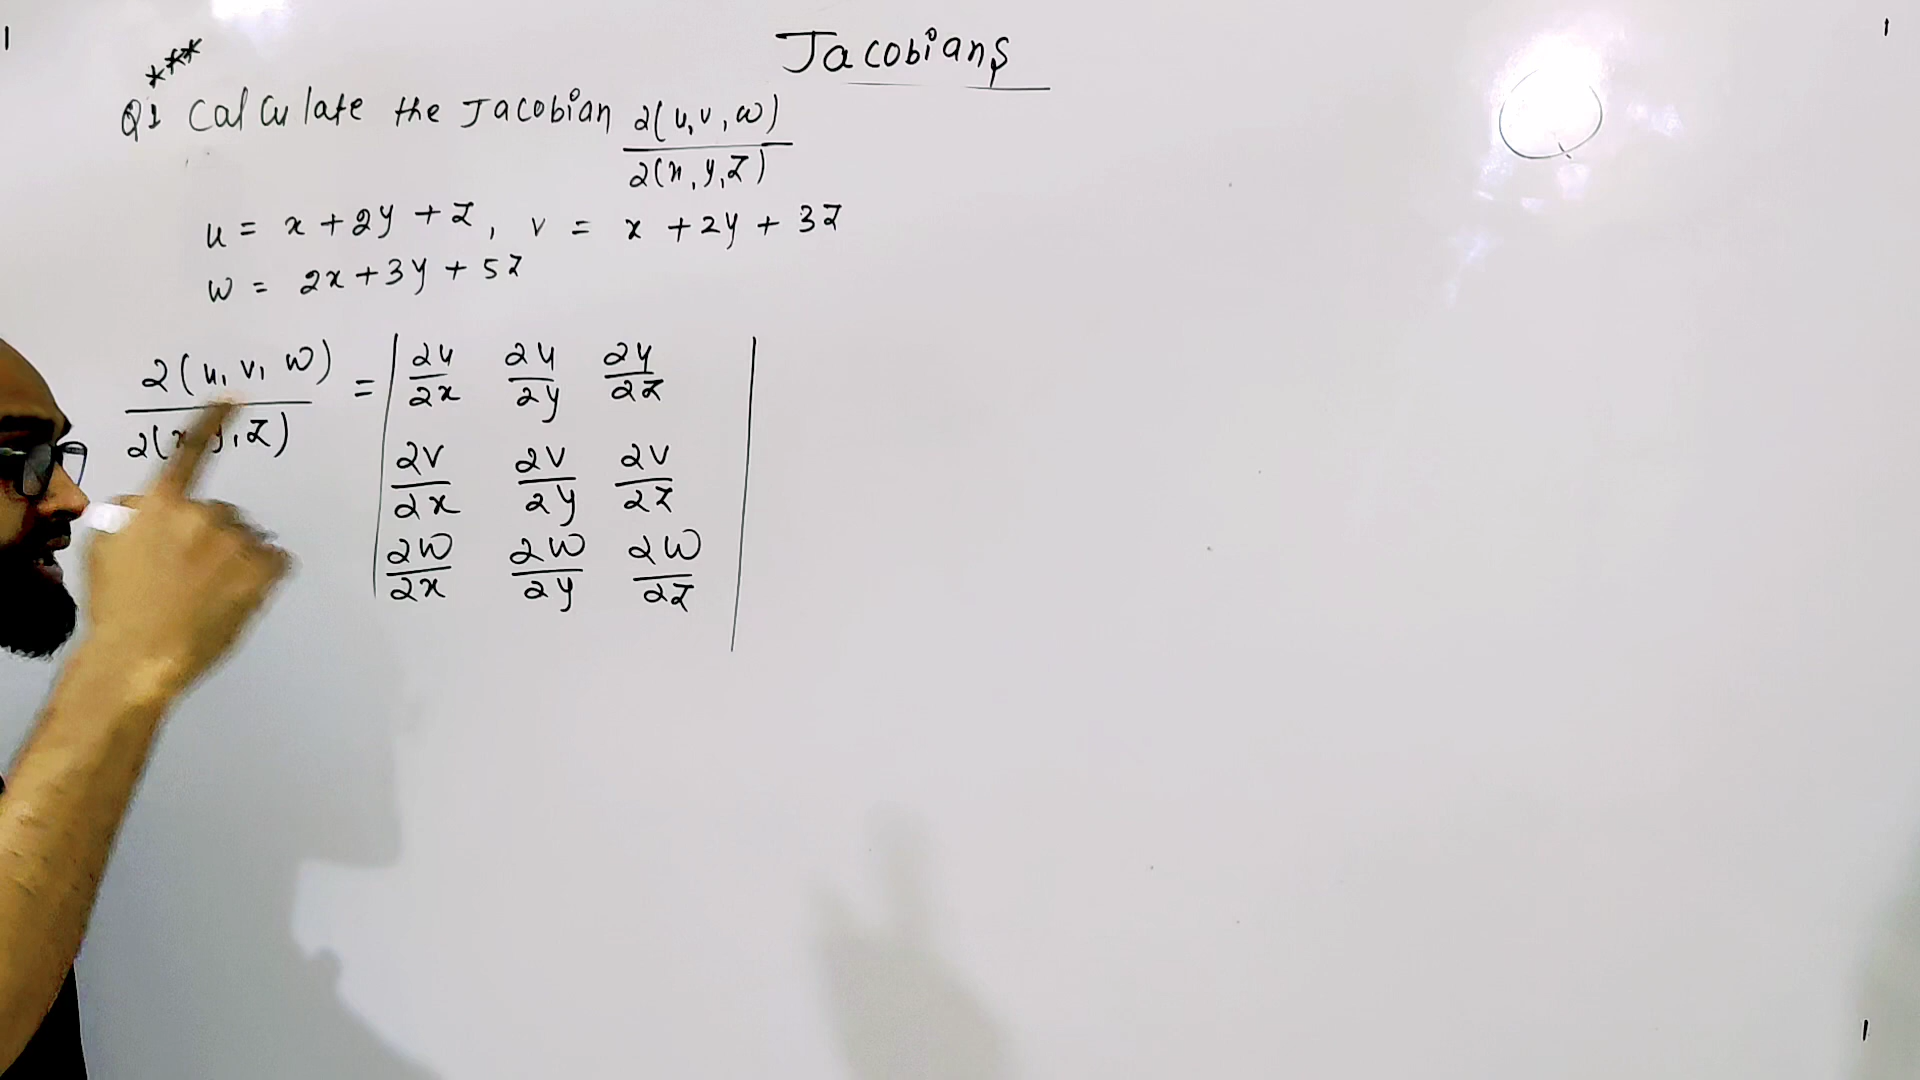 Jacobians
***
Q1 Calculate the Jacobian ∂(u,v,w)/∂(x,y,z)
u = x+2y+z, v = x+2y+3z
w = 2x+3y+5z
∂(u,v,w)/∂(x,y,z) = | ∂u/∂x ∂u/∂y ∂u/∂z |
∂v/∂x ∂v/∂y ∂v/∂z
∂w/∂x ∂w/∂y ∂w/∂z